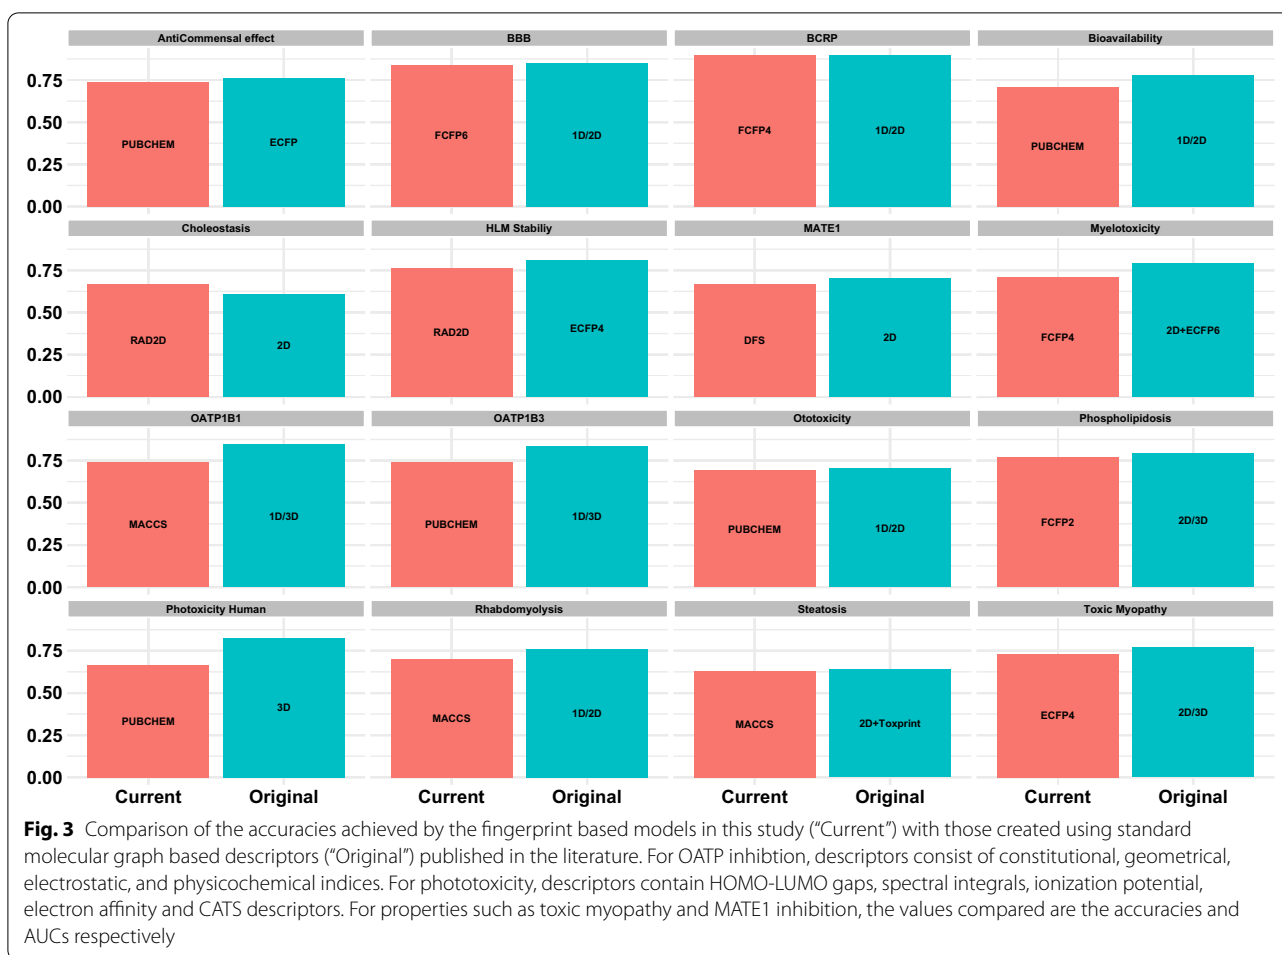 AntiCommensal effect BBB BCRP Bioavailability
0.75
0.50
0.25
0.00
PUBCHEM ECFP FCFP6 1D/2D FCFP4 1D/2D PUBCHEM 1D/2D
Choleostasis HLM Stabiliy MATE1 Myelotoxicity
0.75
0.50
0.25
0.00
RAD2D 2D RAD2D ECFP4 DFS 2D FCFP4 2D+ECFP6
OATP1B1 OATP1B3 Ototoxicity Phospholipidosis
0.75
0.50
0.25
0.00
MACCS 1D/3D PUBCHEM 1D/3D PUBCHEM 1D/2D FCFP2 2D/3D
Photoxicity Human Rhabdomyolysis Steatosis Toxic Myopathy
0.75
0.50
0.25
0.00
PUBCHEM 3D MACCS 1D/2D MACCS 2D+Toxprint ECFP4 2D/3D
Current Original Current Original Current Original Current Original
Fig. 3 Comparison of the accuracies achieved by the fingerprint based models in this study (“Current”) with those created using standard
molecular graph based descriptors (“Original”) published in the literature. For OATP inhibtion, descriptors consist of constitutional, geometrical,
electrostatic, and physicochemical indices. For phototoxicity, descriptors contain HOMO-LUMO gaps, spectral integrals, ionization potential,
electron affinity and CATS descriptors. For properties such as toxic myopathy and MATE1 inhibition, the values compared are the accuracies and
AUCs respectively